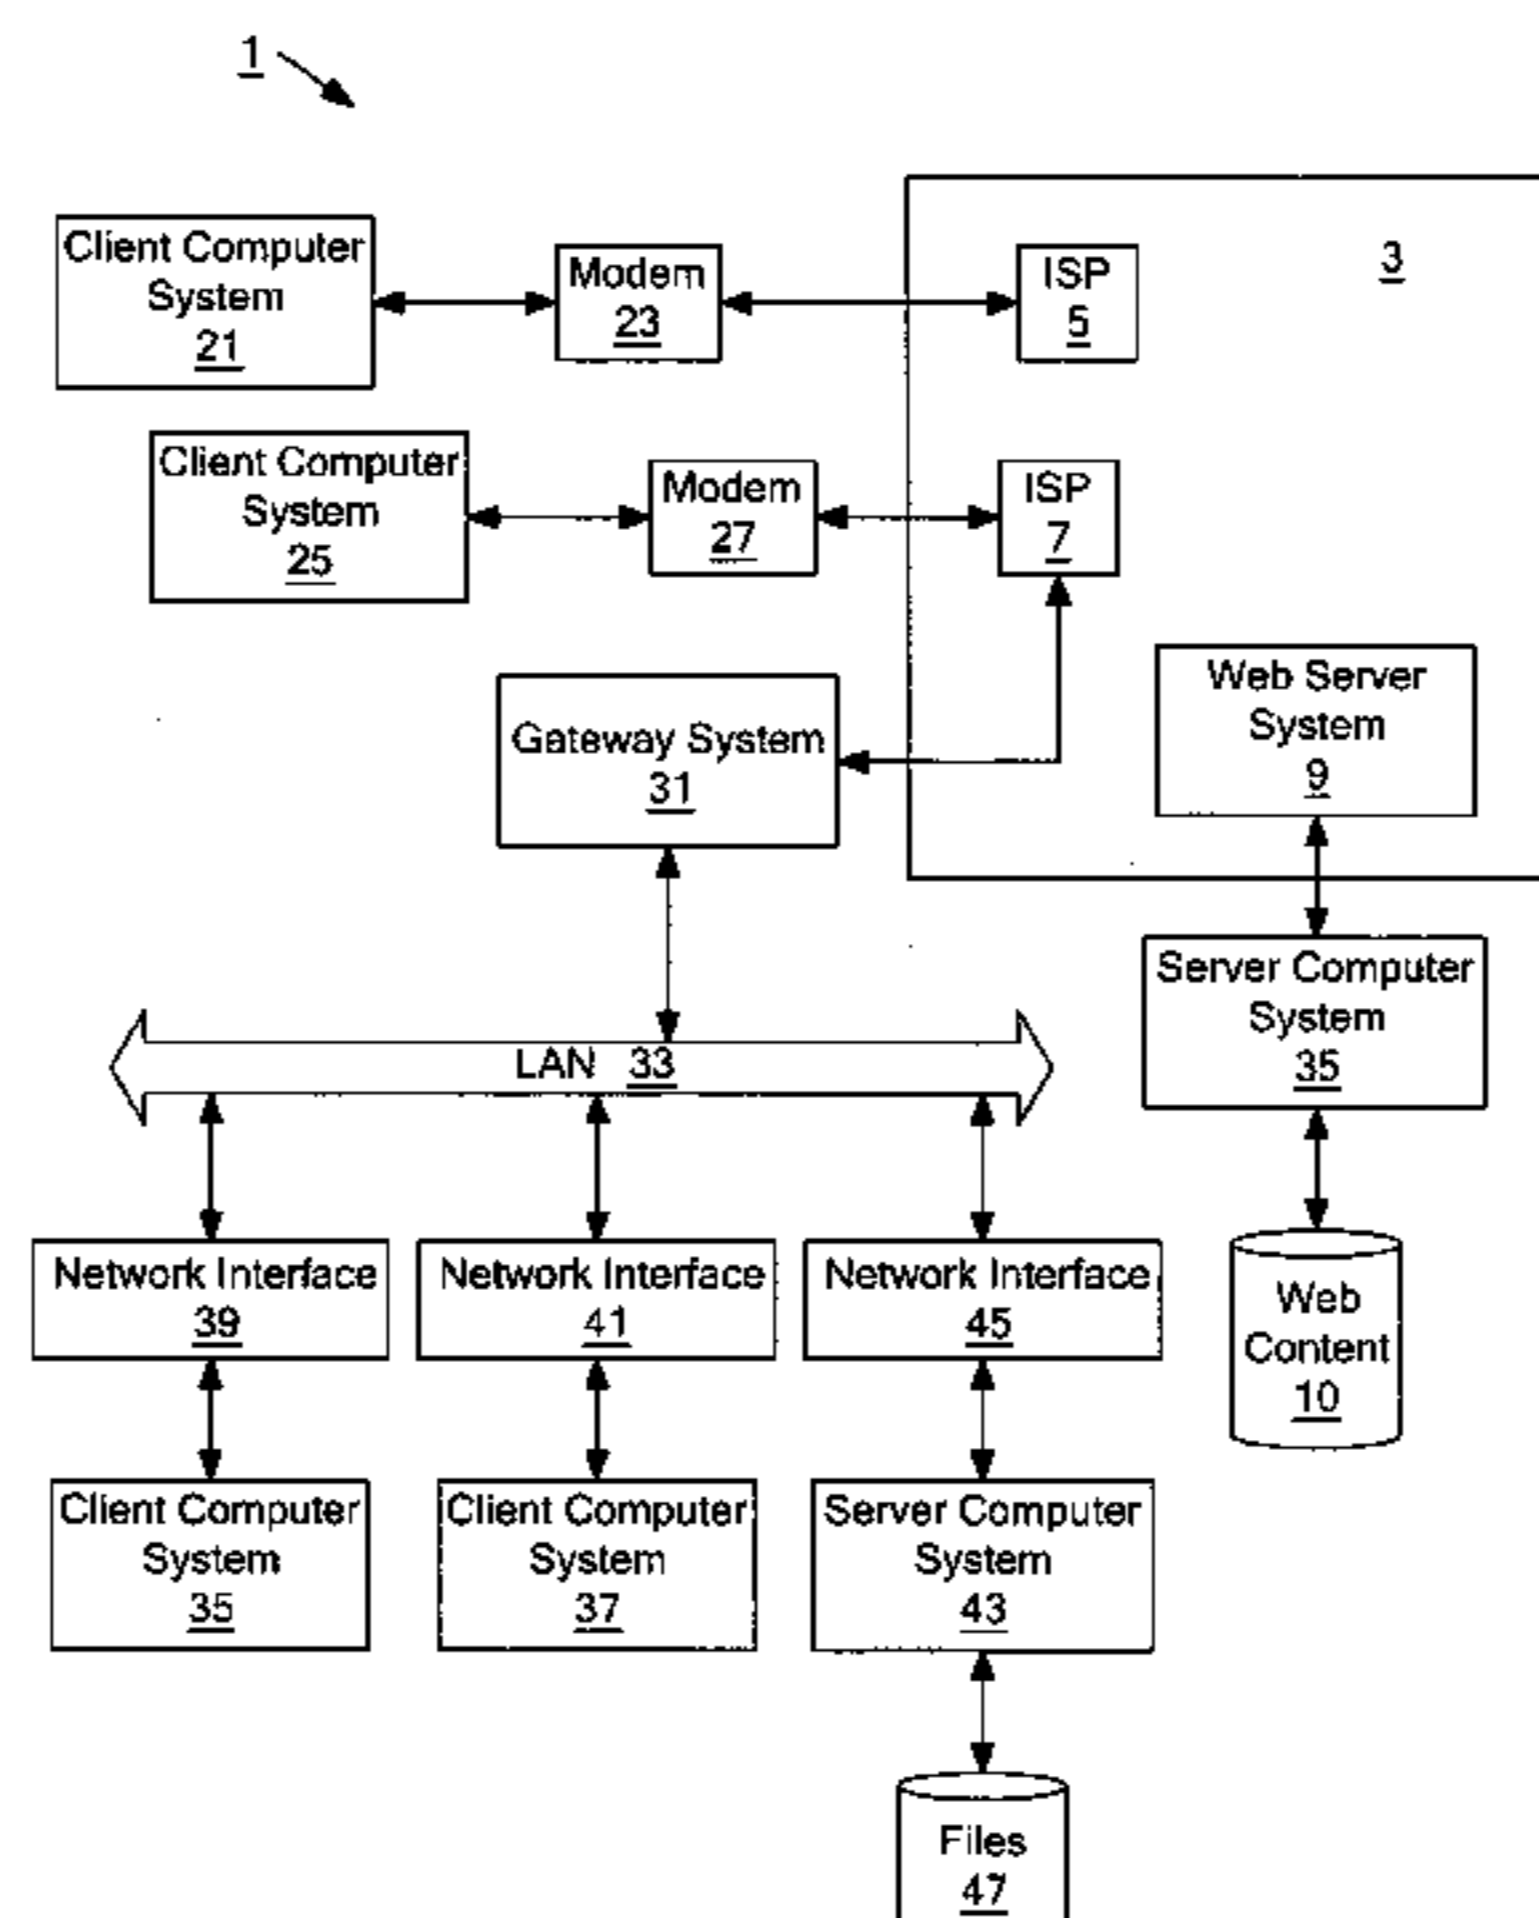 1
3
Client Computer
System
21
Modem
23
ISP
5
Client Computer
System
25
Modem
27
ISP
7
Gateway System
31
Web Server
System
9
Server Computer
System
35
LAN 33
Network Interface
39
Network Interface
41
Network Interface
45
Web
Content
10
Client Computer
System
35
Client Computer
System
37
Server Computer
System
43
Files
47